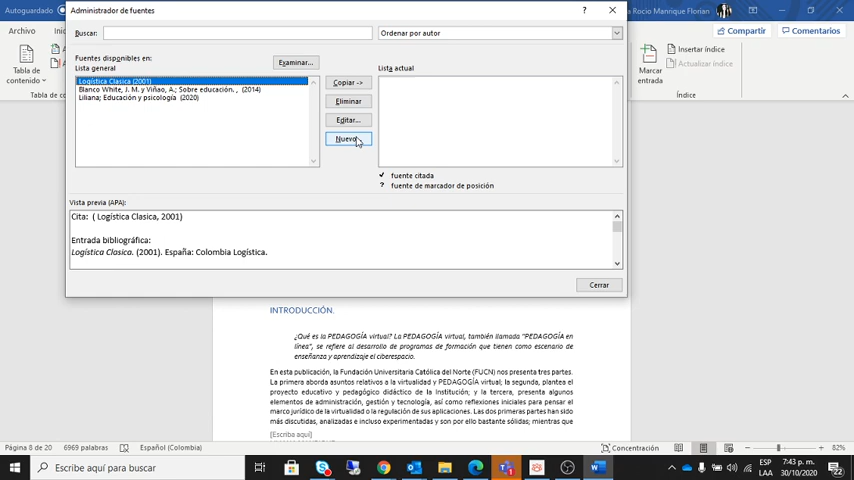 Autoguardado
Administrador de fuentes
? 
Rocio Manrique Florian
Archivo
Buscar:
Ordenar por autor
Compartir
Comentarios
Fuentes disponibles en:
Lista general
Examinar...
Lista actual
Logística Clasica (2001)
Blanco White, J. M. y Viñao, A.; Sobre educación. , (2014)
Liliana; Educación y psicología (2020)
Copiar ->
Eliminar
Editar...
Nuevo
Tabla de
contenido
Marcar
entrada
Insertar índice
Actualizar índice
Índice
fuente citada
? fuente de marcador de posición
Vista previa (APA):
Cita: ( Logística Clasica, 2001)
Entrada bibliográfica:
Logística Clasica. (2001). España: Colombia Logística.
Cerrar
INTRODUCCIÓN.
¿Qué es la PEDAGOGÍA virtual? La PEDAGOGÍA virtual, también llamada "PEDAGOGÍA en
línea", se refiere al desarrollo de programas de formación que tienen como escenario de
enseñanza y aprendizaje el ciberespacio.
En esta publicación, la Fundación Universitaria Católica del Norte (FUCN) nos presenta tres partes.
La primera aborda asuntos relativos a la virtualidad y PEDAGOGÍA virtual; la segunda, plantea el
proyecto educativo y pedagógico didáctico de la Institución; y la tercera, presenta algunos
elementos de administración, gestión y tecnología, así como reflexiones iniciales para pensar el
marco jurídico de la virtualidad o la regulación de sus aplicaciones. Las dos primeras partes han sido
más discutidas, analizadas e incluso experimentadas y son por ello bastante sólidas; mientras que
[Escribe aquí]
Página 8 de 20
6969 palabras
Español (Colombia)
Concentración
82%
Escribe aquí para buscar
ESP
LAA
7:43 p. m.
30/10/2020
22